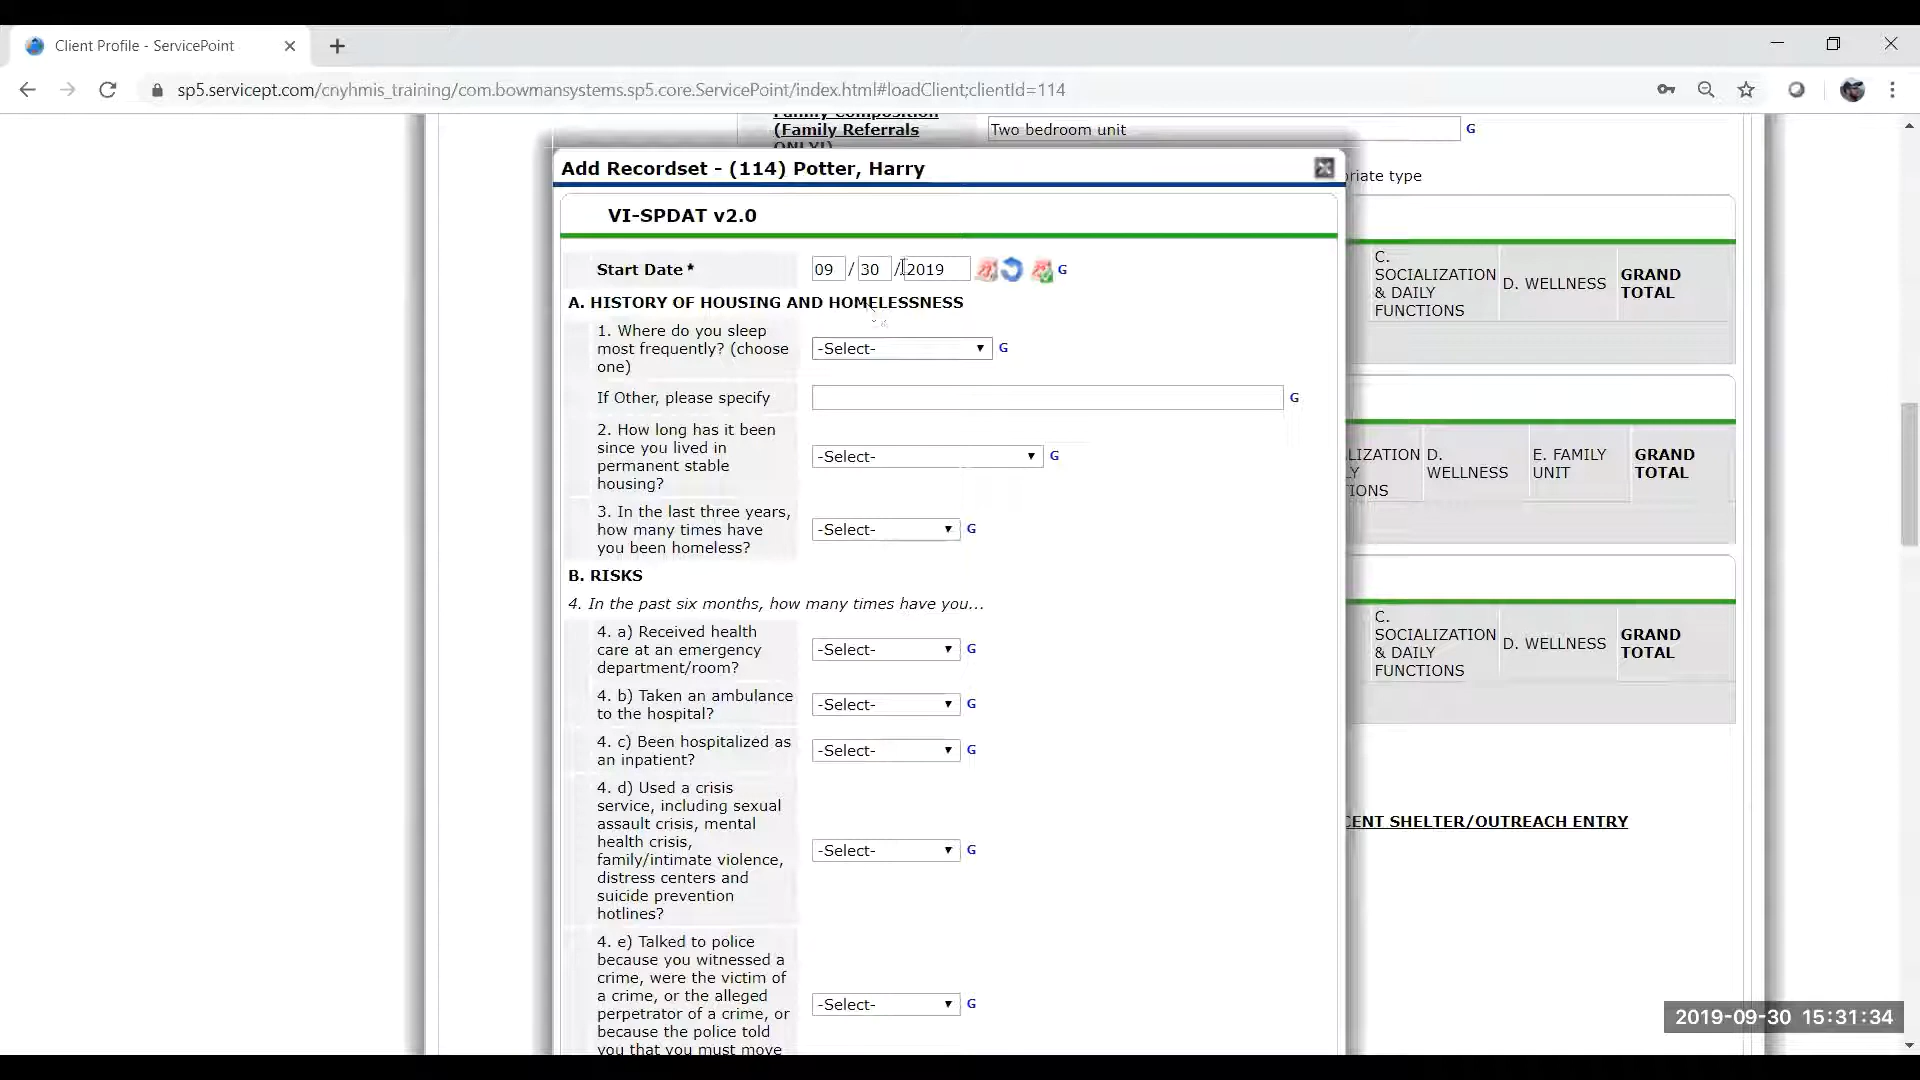 Client Profile - ServicePoint
sp5.servicept.com/cnyhmis_training/com.bowmansystems.sp5.core.ServicePoint/index.html#loadClient;clientId=114
Family Composition
(Family Referrals
ONLY!)
Two bedroom unit
G
Add Recordset - (114) Potter, Harry
riate type
VI-SPDAT v2.0
Start Date *
09 / 30 / 2019
G
A. HISTORY OF HOUSING AND HOMELESSNESS
1. Where do you sleep
most frequently? (choose
one)
-Select-
G
If Other, please specify
G
2. How long has it been
since you lived in
permanent stable
housing?
-Select-
G
3. In the last three years,
how many times have
you been homeless?
-Select-
G
B. RISKS
4. In the past six months, how many times have you...
4. a) Received health
care at an emergency
department/room?
-Select-
G
4. b) Taken an ambulance
to the hospital?
-Select-
G
4. c) Been hospitalized as
an inpatient?
-Select-
G
4. d) Used a crisis
service, including sexual
assault crisis, mental
health crisis,
family/intimate violence,
distress centers and
suicide prevention
hotlines?
-Select-
G
4. e) Talked to police
because you witnessed a
crime, were the victim of
a crime, or the alleged
perpetrator of a crime, or
because the police told
you that you must move
-Select-
G
C.
SOCIALIZATION
& DAILY
FUNCTIONS
D. WELLNESS
GRAND
TOTAL
LIZATION
LY
IONS
D.
WELLNESS
E. FAMILY
UNIT
GRAND
TOTAL
C.
SOCIALIZATION
& DAILY
FUNCTIONS
D. WELLNESS
GRAND
TOTAL
CENT SHELTER/OUTREACH ENTRY
2019-09-30 15:31:34